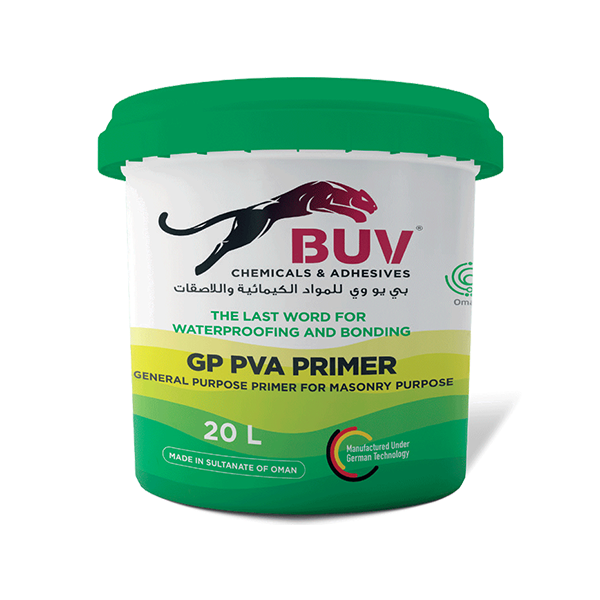 BUV®
CHEMICALS & ADHESIVES
بي يو وي للمواد الكيمائية واللاصقات
THE LAST WORD FOR
WATERPROOFING AND BONDING
GP PVA PRIMER
GENERAL PURPOSE PRIMER FOR MASONRY PURPOSE
20 L
MADE IN SULTANATE OF OMAN
Manufactured Under
German Technology